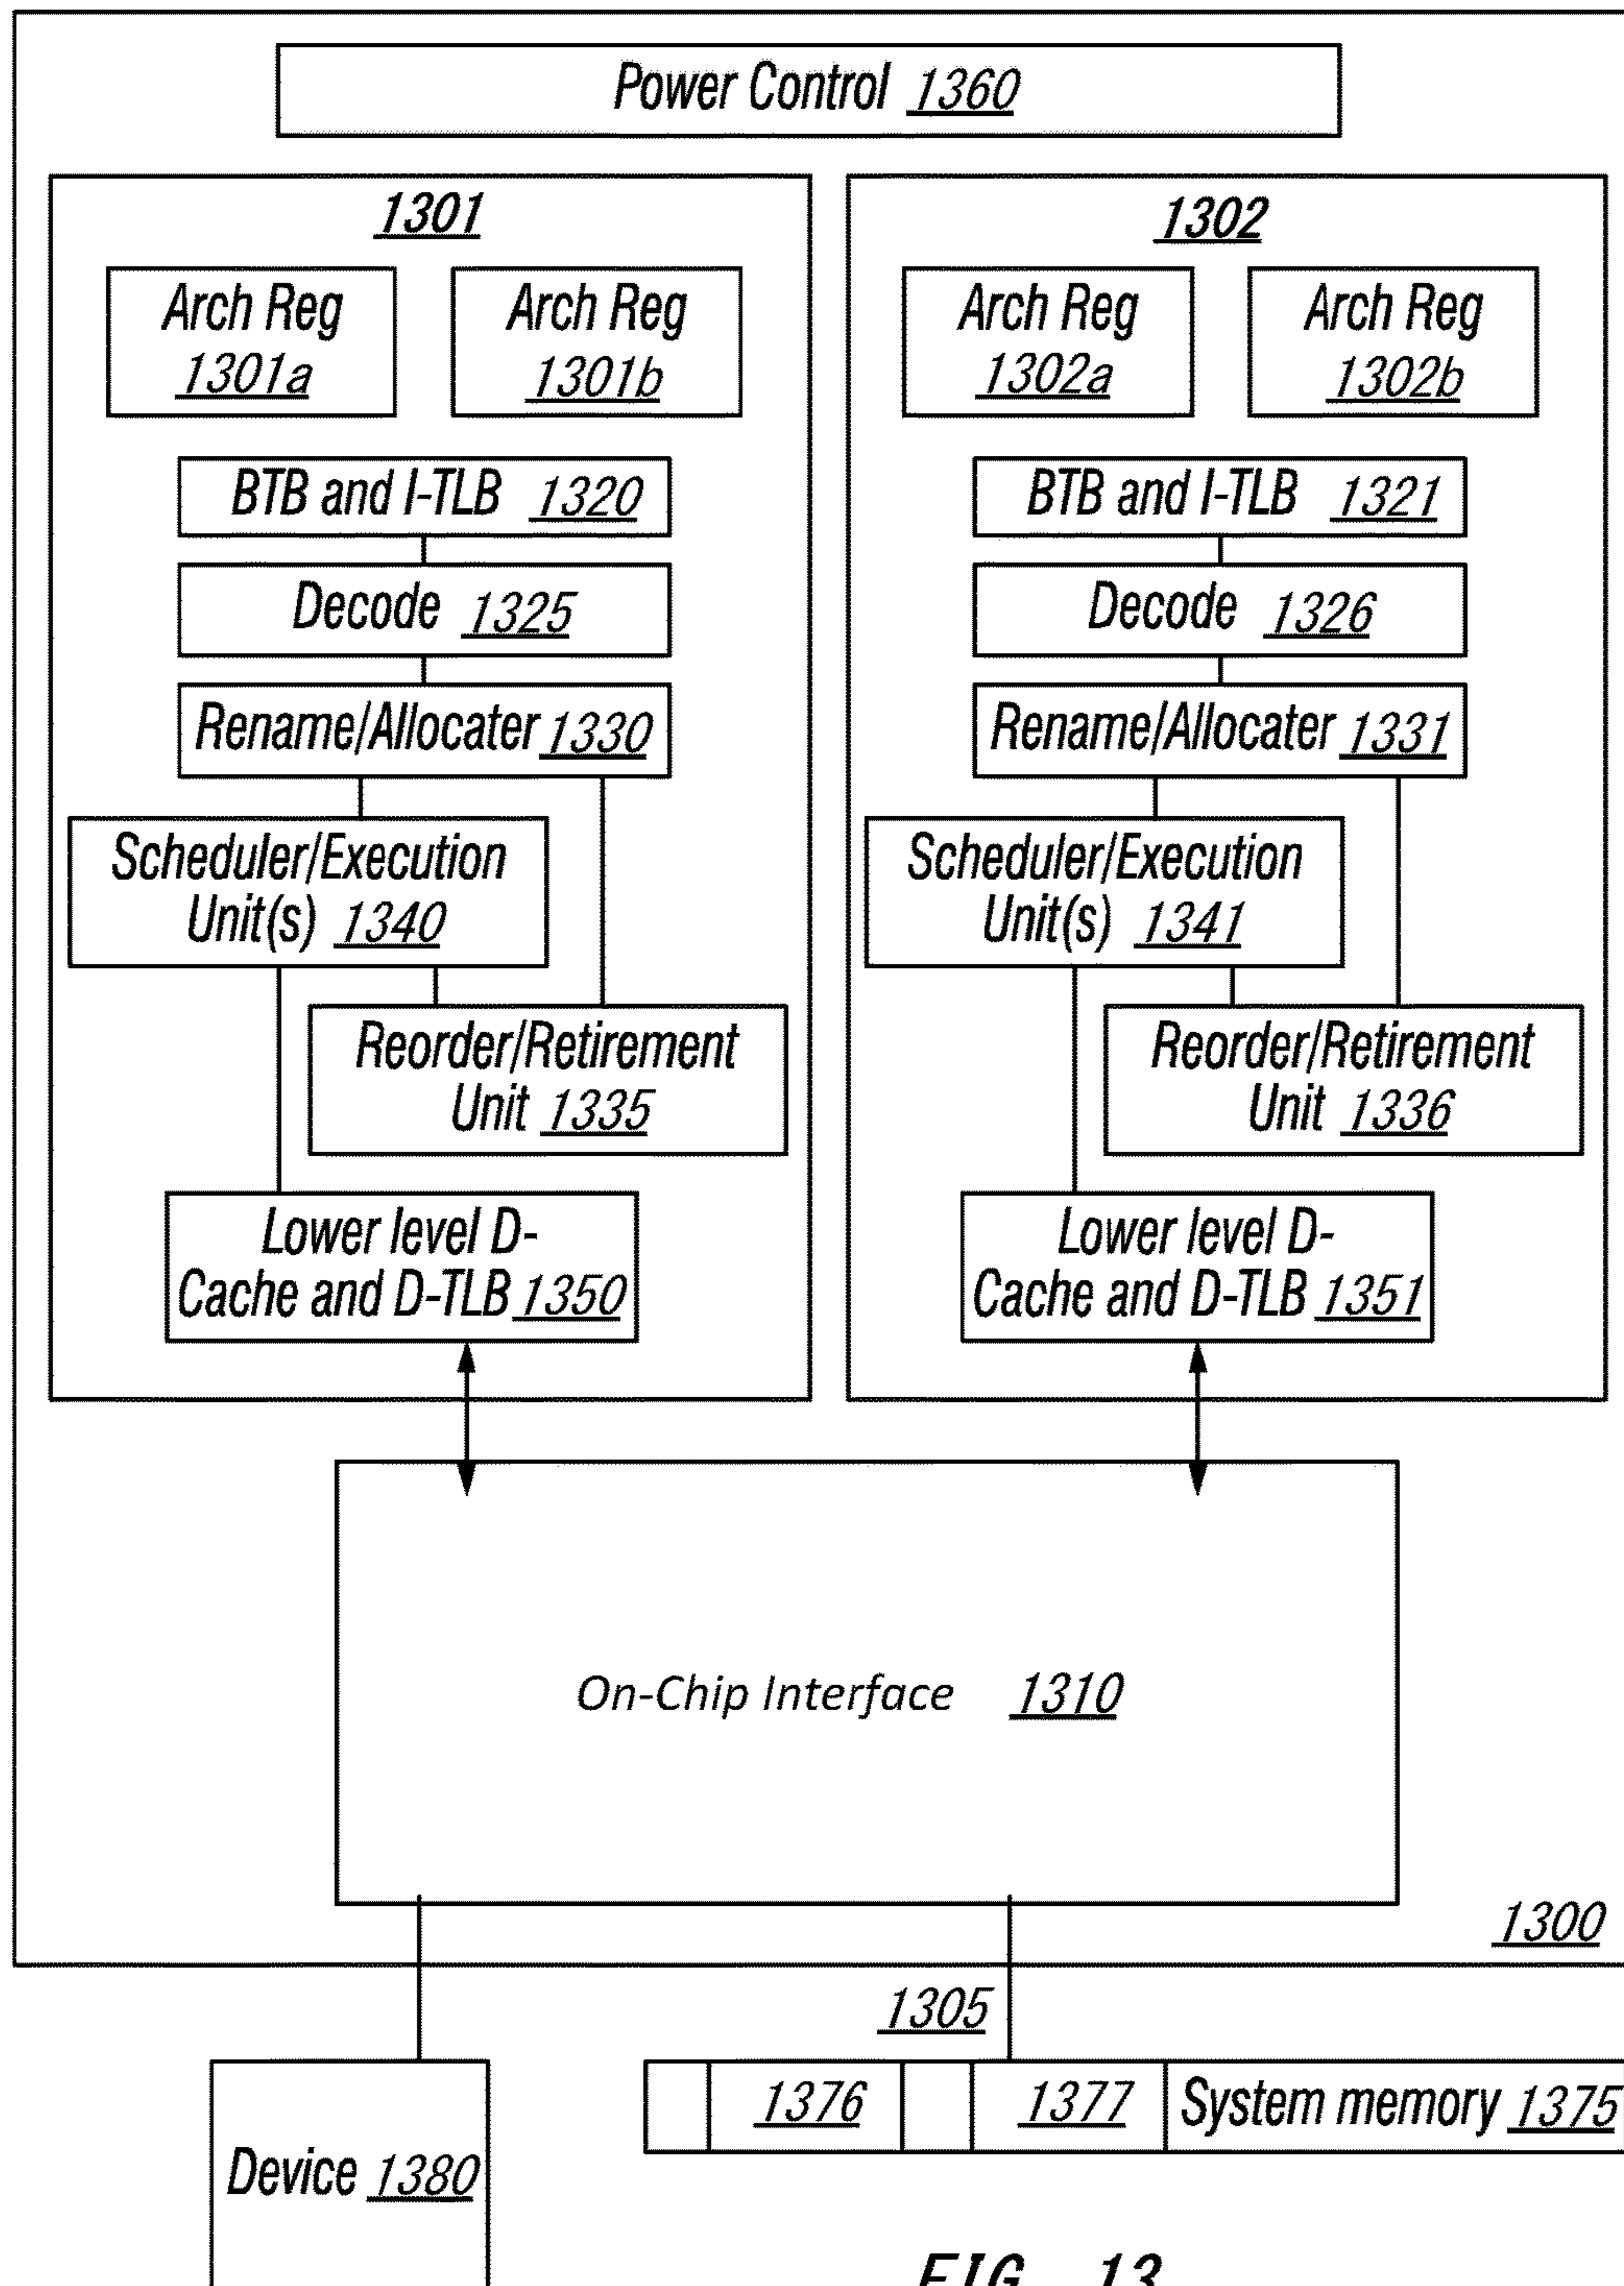 Power Control 1360
1301
Arch Reg
1301a
Arch Reg
1301b
BTB and I-TLB 1320
Decode 1325
Rename/Allocater 1330
Scheduler/Execution
Unit(s) 1340
Reorder/Retirement
Unit 1335
Lower level D-
Cache and D-TLB 1350
1302
Arch Reg
1302a
Arch Reg
1302b
BTB and I-TLB 1321
Decode 1326
Rename/Allocater 1331
Scheduler/Execution
Unit(s) 1341
Reorder/Retirement
Unit 1336
Lower level D-
Cache and D-TLB 1351
On-Chip Interface 1310
1300
1305
1376
1377
System memory 1375
Device 1380
FIG. 13